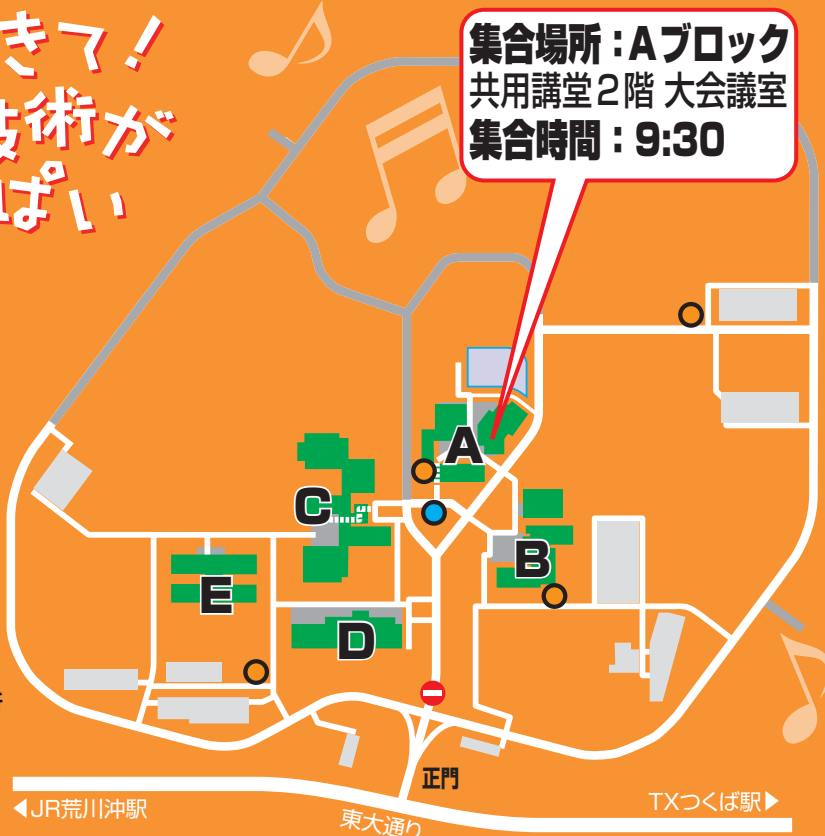 きて!
技術が
ぱい
集合場所：Aブロック
共用講堂2階 大会議室
集合時間：9:30
A
C
B
E
D
正門
◀JR荒川沖駅
東大通り
TXつくば駅▶